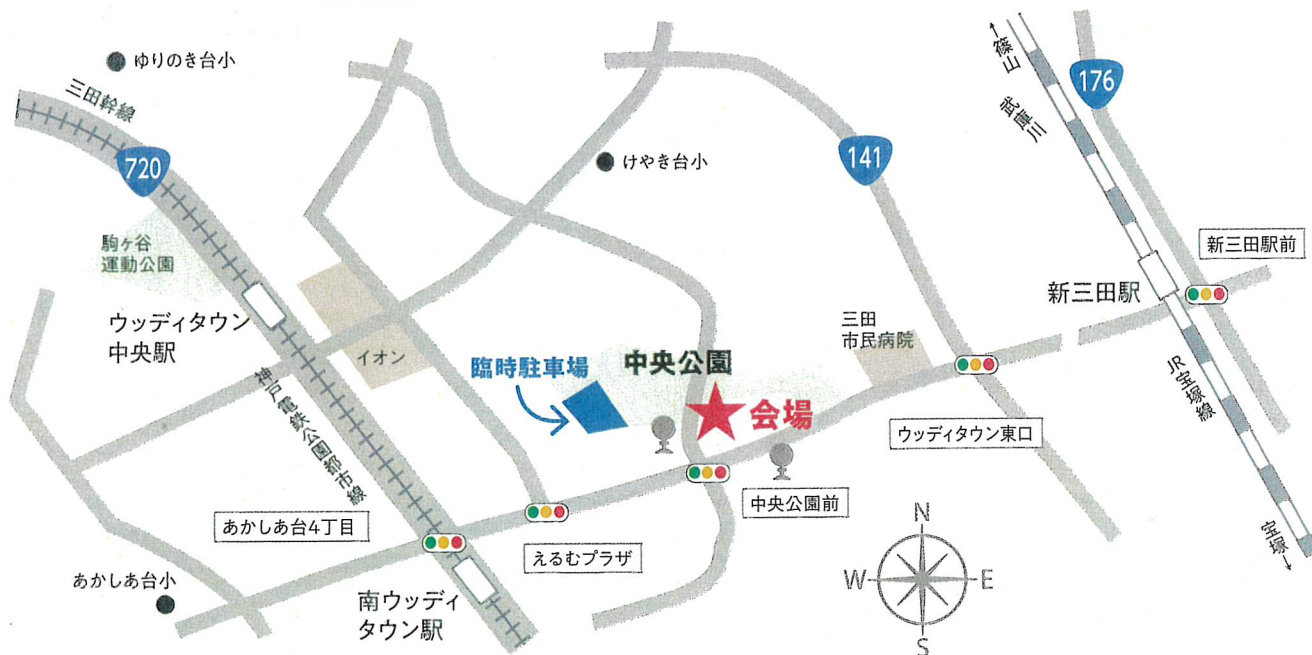 ゆりのき台小
三田幹線
720
駒ヶ谷
運動公園
ウッディタウン
中央駅
イオン
神戸電鉄公園都市線
けやき台小
141
↑篠山
武庫川
176
新三田駅前
新三田駅
三田
市民病院
臨時駐車場
中央公園
会場
JR宝塚線
ウッディタウン東口
中央公園前
あかしあ台4丁目
えるむプラザ
あかしあ台小
南ウッディ
タウン駅
宝塚↓
N
W
E
S